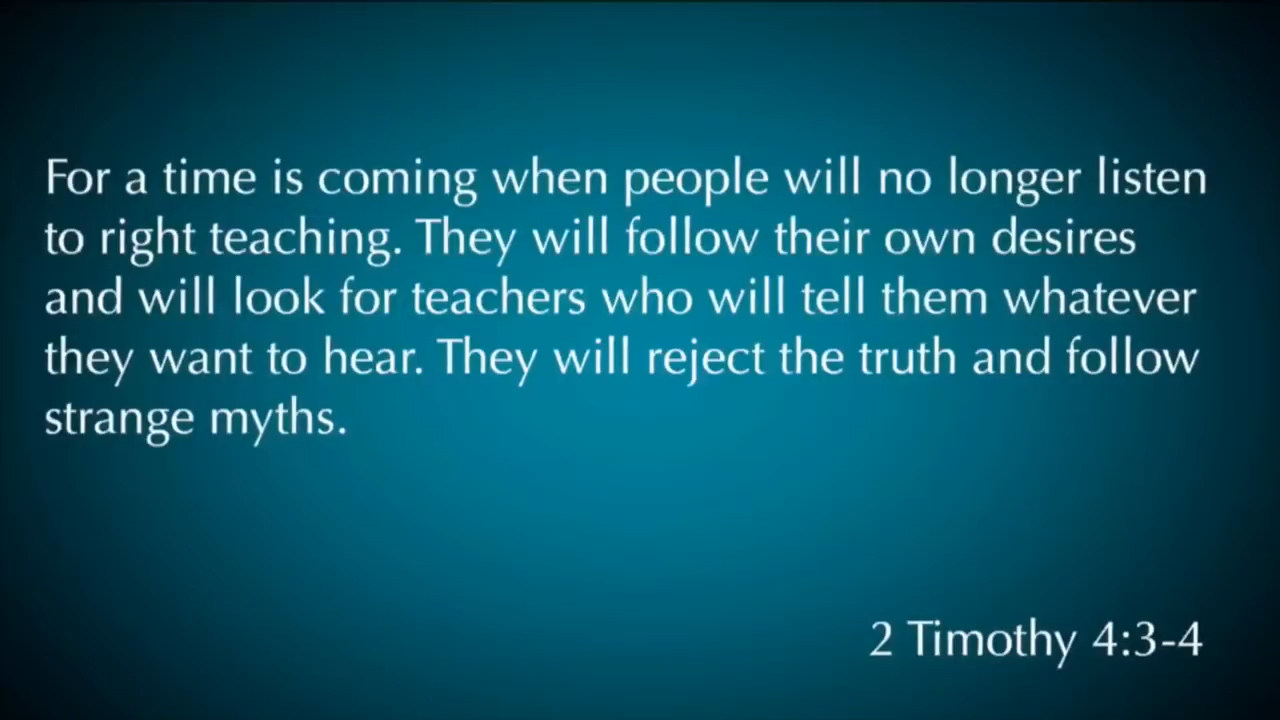 For a time is coming when people will no longer listen
to right teaching. They will follow their own desires
and will look for teachers who will tell them whatever
they want to hear. They will reject the truth and follow
strange myths.
2 Timothy 4:3-4